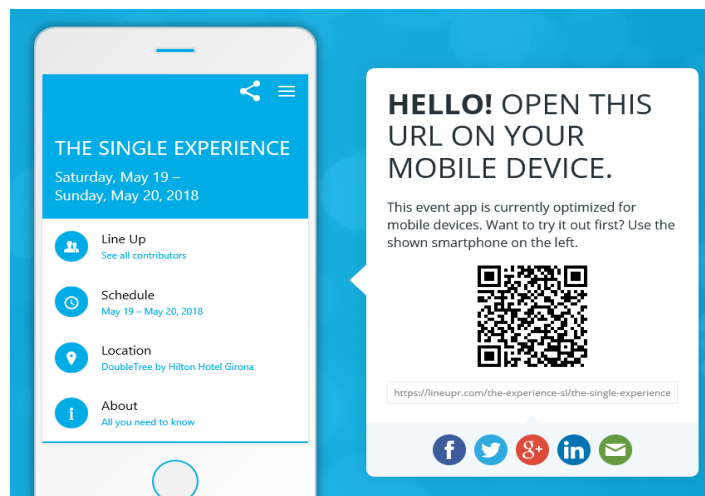 THE SINGLE EXPERIENCE
Saturday, May 19 –
Sunday, May 20, 2018
Line Up
See all contributors
Schedule
May 19 – May 20, 2018
Location
DoubleTree by Hilton Hotel Girona
i
About
All you need to know
HELLO! OPEN THIS
URL ON YOUR
MOBILE DEVICE.
This event app is currently optimized for
mobile devices. Want to try it out first? Use the
shown smartphone on the left.
https://lineupr.com/the-experience-sl/the-single-experience
f
g+
in